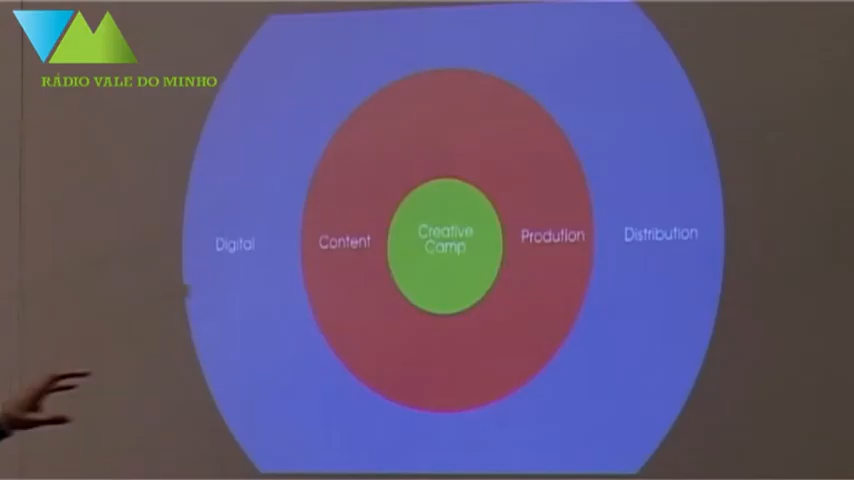 RÁDIO VALE DO MINHO
Digital
Content
Creative
Camp
Prodution
Distribution